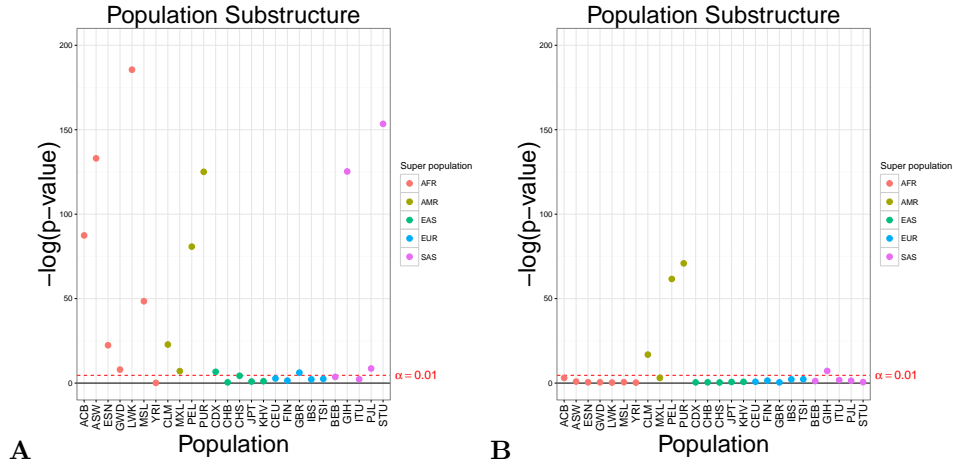 Population Substructure
−log(p−value)
200
150
100
50
0
α = 0.01
ACB
ASW
ESN
GWD
LWK
MSL
YRI
CLM
MXL
PEL
PUR
CDX
CHB
CHS
JPT
KHV
CEU
FIN
GBR
IBS
TSI
BEB
GIH
ITU
PJL
STU
Population
Super population
AFR
AMR
EAS
EUR
SAS
A
Population Substructure
−log(p−value)
200
150
100
50
0
α = 0.01
ACB
ASW
ESN
GWD
LWK
MSL
YRI
CLM
MXL
PEL
PUR
CDX
CHB
CHS
JPT
KHV
CEU
FIN
GBR
IBS
TSI
BEB
GIH
ITU
PJL
STU
Population
Super population
AFR
AMR
EAS
EUR
SAS
B